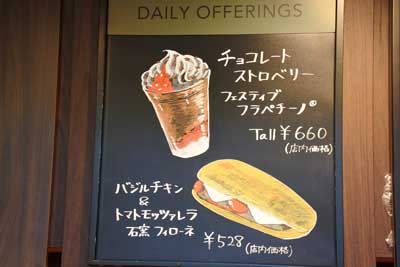 DAILY OFFERINGS
チョコレート
ストロベリー
フェスティブ
フラペチーノ®
Tall ¥660
(店内価格)
バジルチキン
&
トマトモッツァレラ
石窯 フィローネ
¥528 (店内価格)